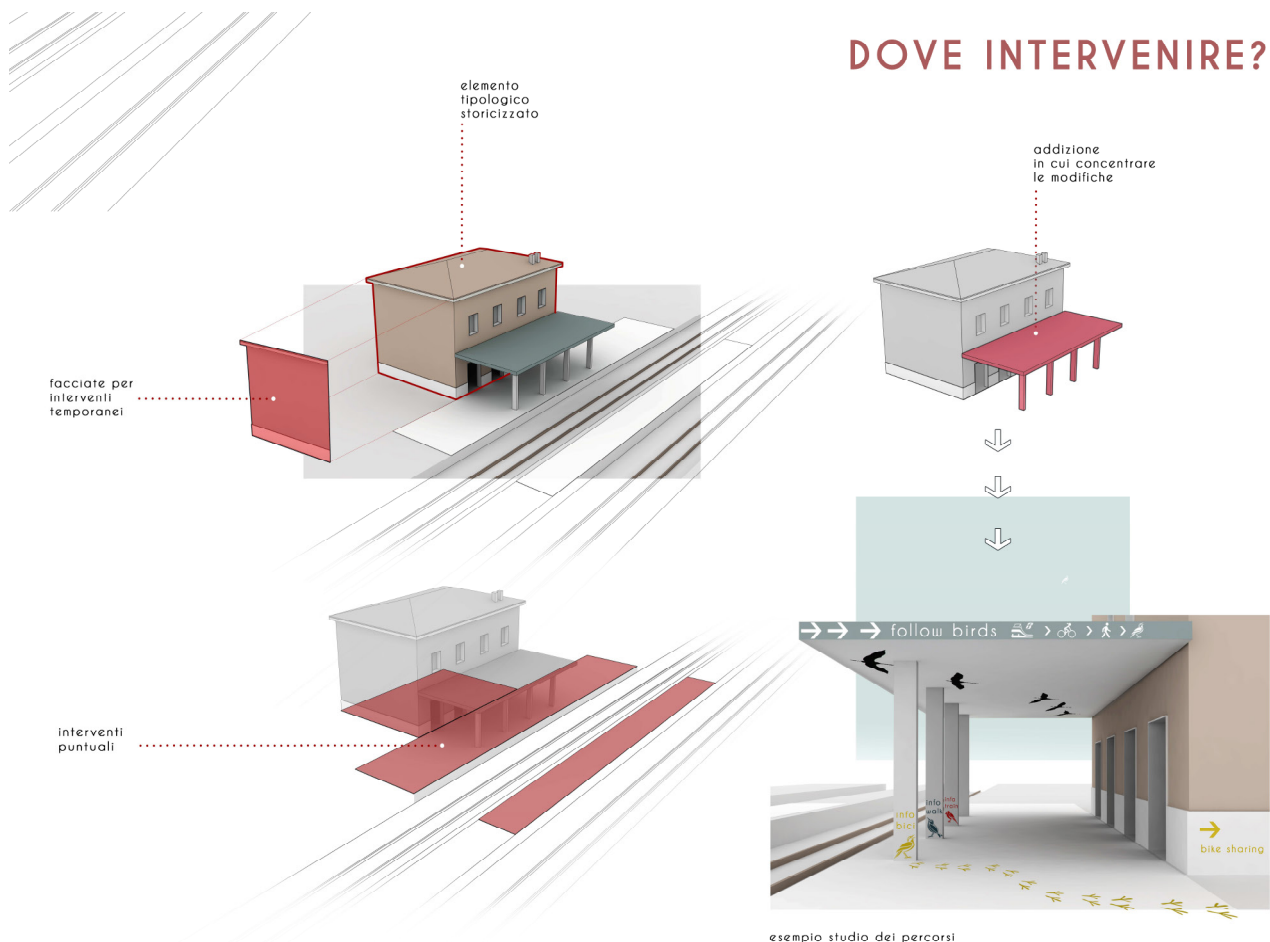 DOVE INTERVENIRE?
elemento
tipologico
storicizzato
addizione
in cui concentrare
le modifiche
facciate per
interventi
temporanei
interventi
puntuali
follow birds > > >
info
bici
info
walk
info
train
bike sharing
esempio studio dei percorsi